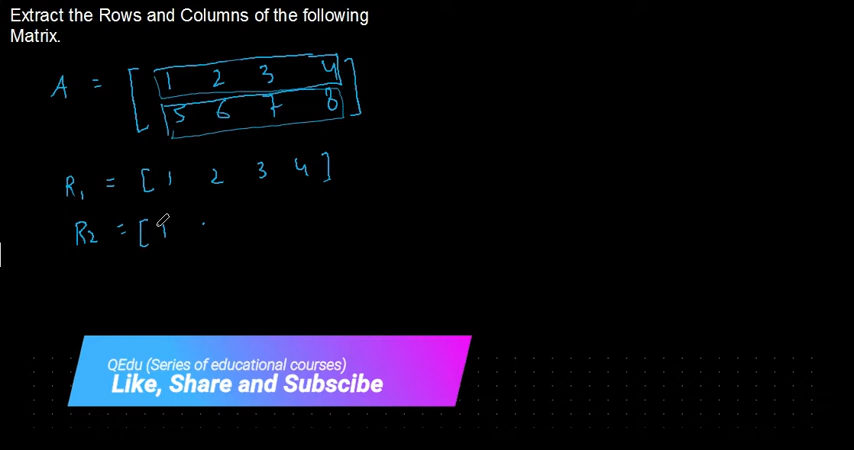 Extract the Rows and Columns of the following
Matrix.
A = [ 1 2 3 4
5 6 7 8 ]
R1 = [ 1 2 3 4 ]
R2 = [ 1
QEdu (Series of educational courses)
Like, Share and Subscibe